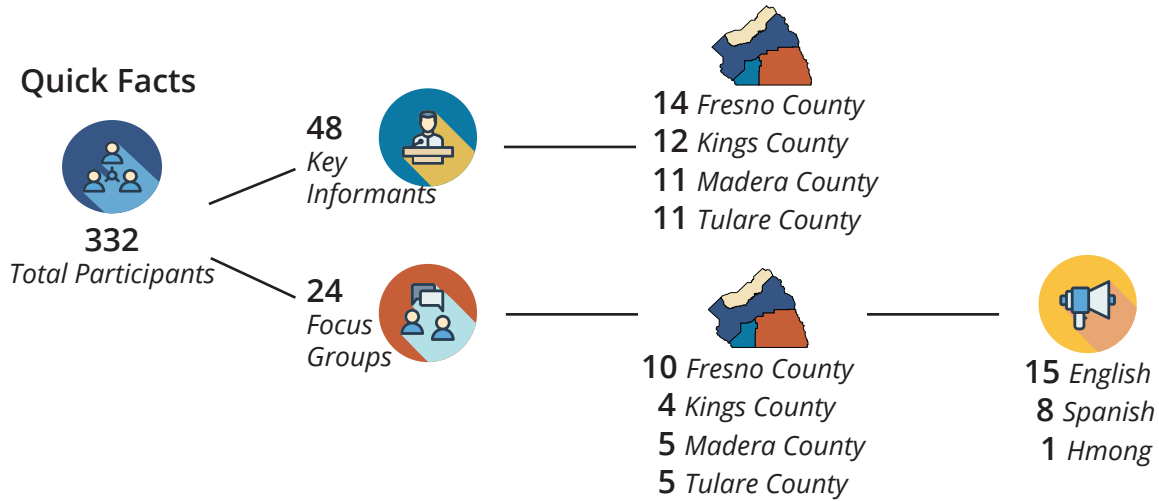 Quick Facts
332
Total Participants
48
Key
Informants
14 Fresno County
12 Kings County
11 Madera County
11 Tulare County
24
Focus
Groups
10 Fresno County
4 Kings County
5 Madera County
5 Tulare County
15 English
8 Spanish
1 Hmong